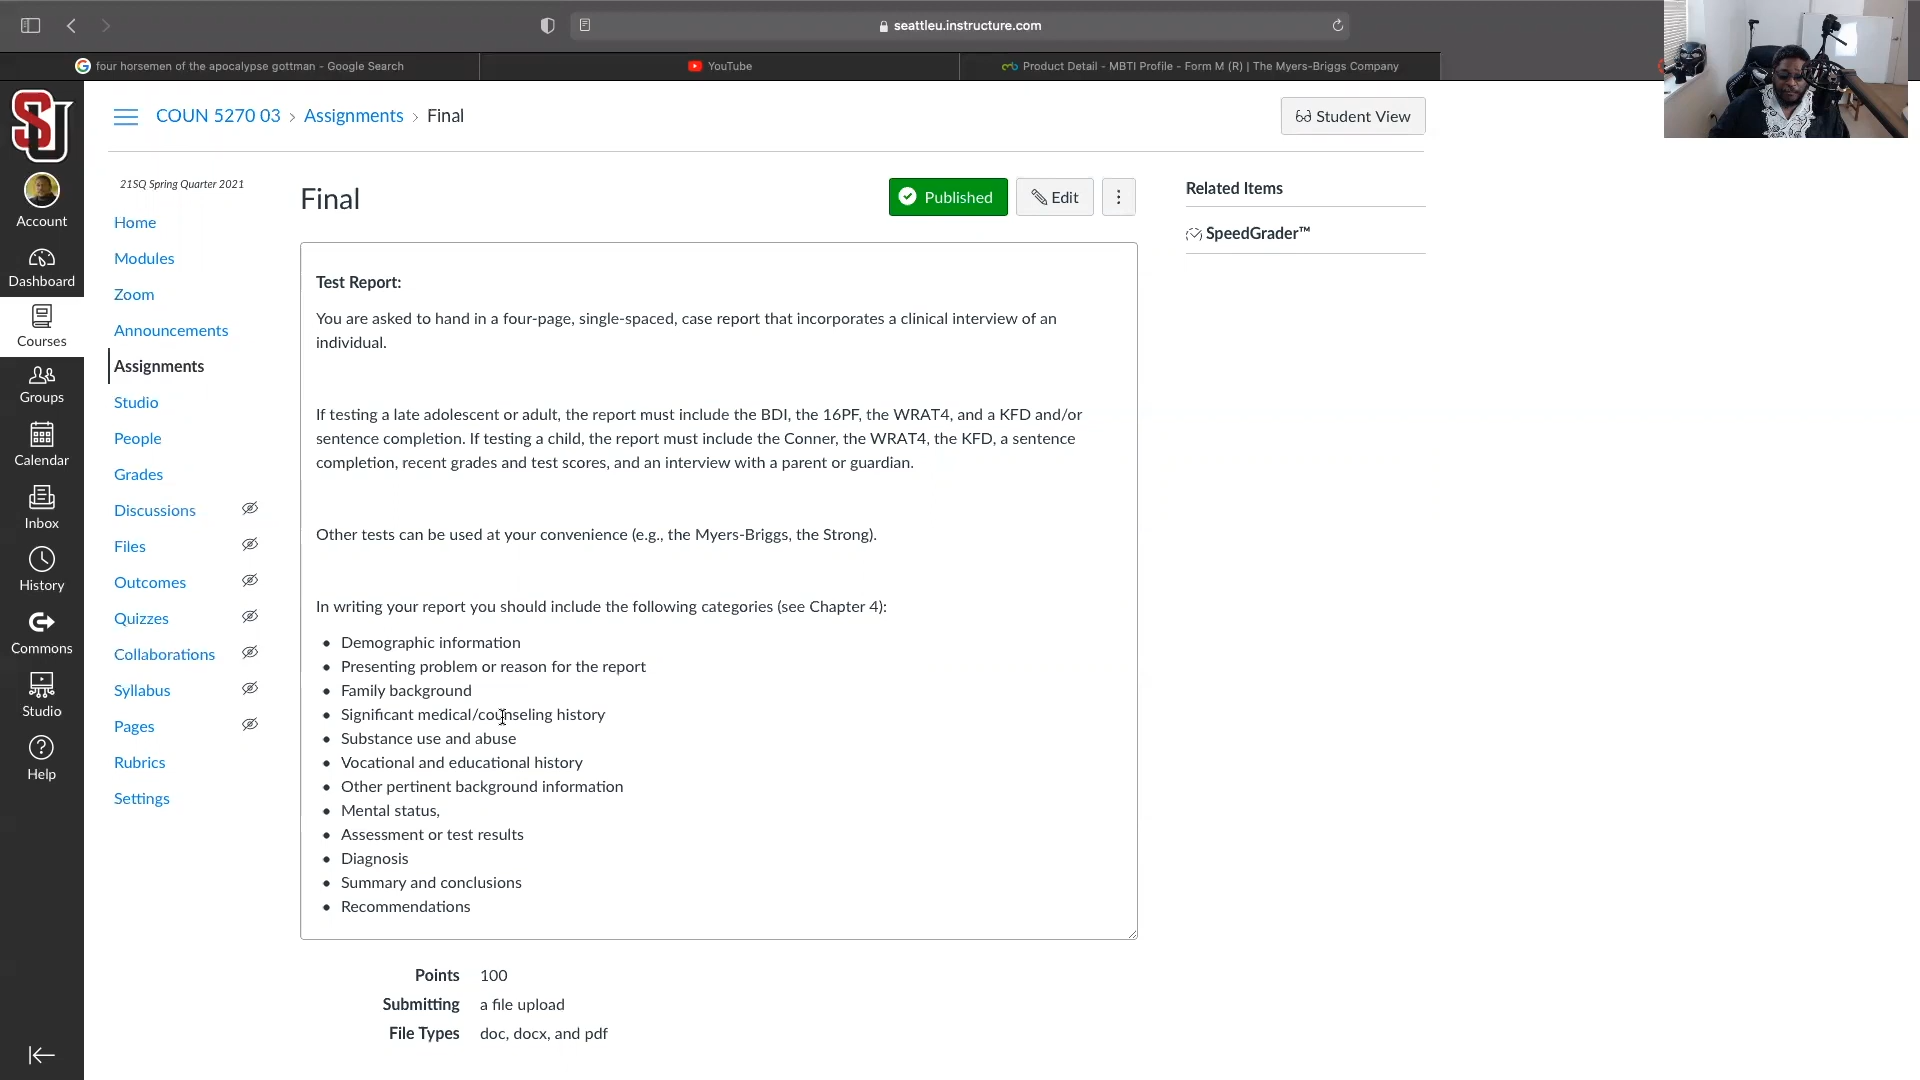 seattleu.instructure.com
four horsemen of the apocalypse gottman - Google Search
YouTube
Product Detail - MBTI Profile - Form M (R) | The Myers-Briggs Company
COUN 5270 03 › Assignments › Final
Student View
SU
Account
Dashboard
Courses
Groups
Calendar
Inbox
History
Commons
Studio
Help
21SQ Spring Quarter 2021
Home
Modules
Zoom
Announcements
Assignments
Studio
People
Grades
Discussions
Files
Outcomes
Quizzes
Collaborations
Syllabus
Pages
Rubrics
Settings
Final
Published
Edit
Related Items
SpeedGrader™
Test Report:
You are asked to hand in a four-page, single-spaced, case report that incorporates a clinical interview of an
individual.
If testing a late adolescent or adult, the report must include the BDI, the 16PF, the WRAT4, and a KFD and/or
sentence completion. If testing a child, the report must include the Conner, the WRAT4, the KFD, a sentence
completion, recent grades and test scores, and an interview with a parent or guardian.
Other tests can be used at your convenience (e.g., the Myers-Briggs, the Strong).
In writing your report you should include the following categories (see Chapter 4):
• Demographic information
• Presenting problem or reason for the report
• Family background
• Significant medical/counseling history
• Substance use and abuse
• Vocational and educational history
• Other pertinent background information
• Mental status,
• Assessment or test results
• Diagnosis
• Summary and conclusions
• Recommendations
Points 100
Submitting a file upload
File Types doc, docx, and pdf